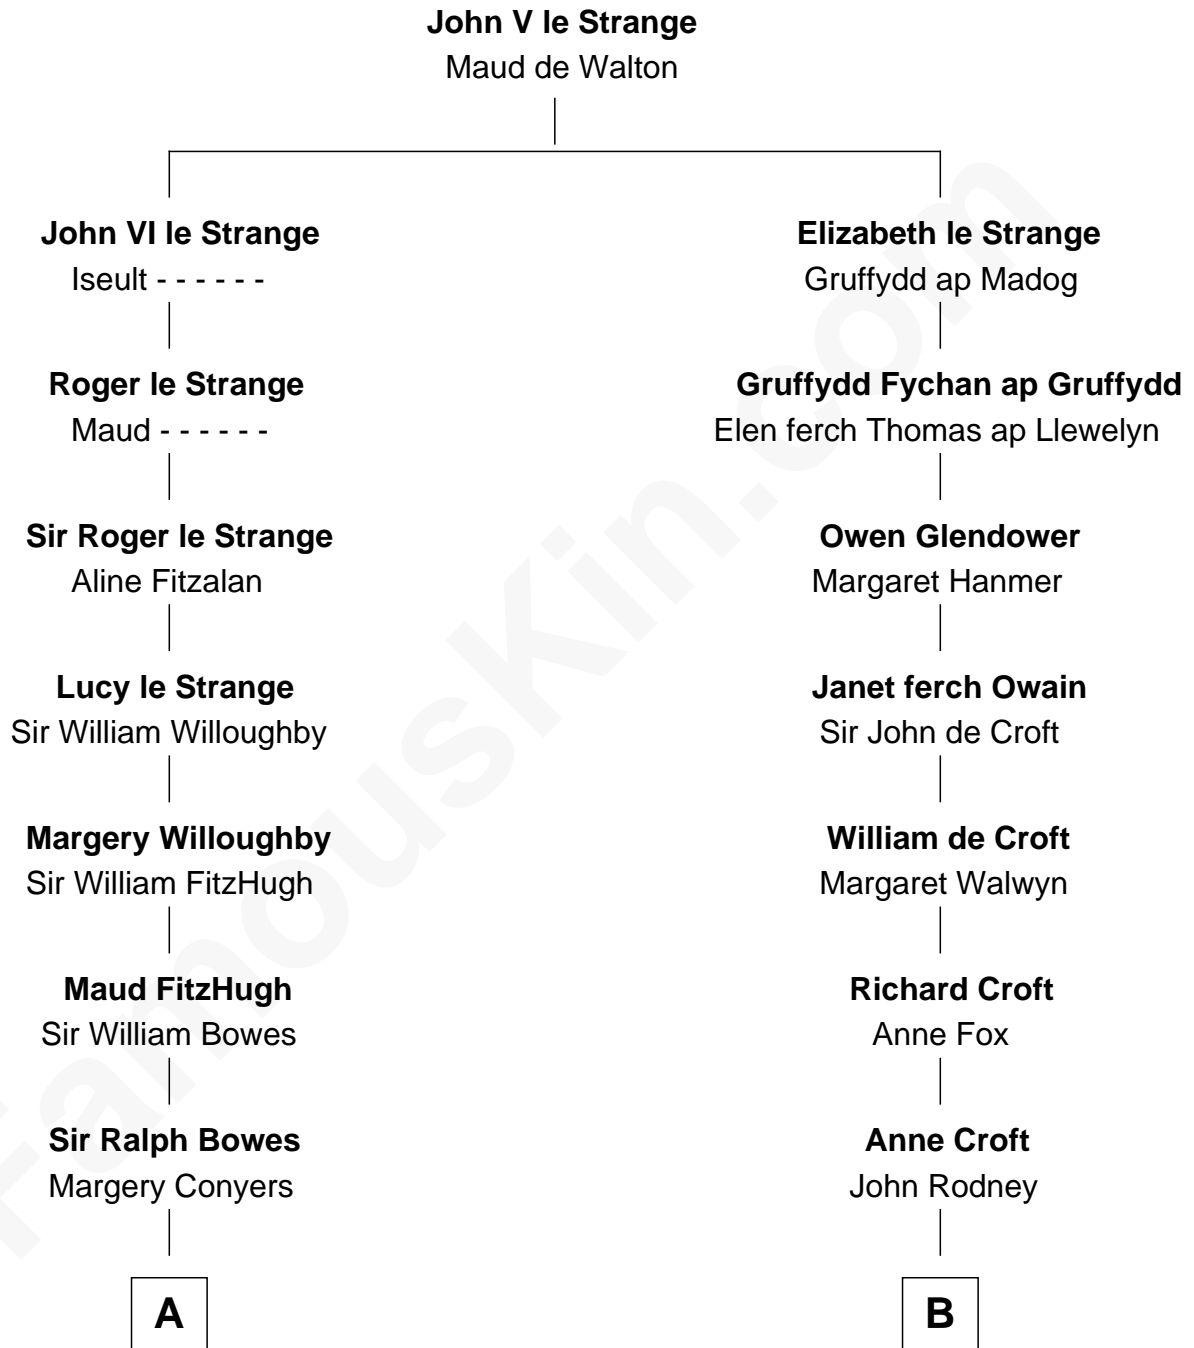 John V le Strange
Maud de Walton
John VI le Strange
Iseult - - - - - -
Elizabeth le Strange
Gruffydd ap Madog
Roger le Strange
Maud - - - - - -
Gruffydd Fychan ap Gruffydd
Elen ferch Thomas ap Llewelyn
Sir Roger le Strange
Aline Fitzalan
Owen Glendower
Margaret Hanmer
Lucy le Strange
Sir William Willoughby
Janet ferch Owain
Sir John de Croft
Margery Willoughby
Sir William FitzHugh
William de Croft
Margaret Walwyn
Maud FitzHugh
Sir William Bowes
Richard Croft
Anne Fox
Sir Ralph Bowes
Margery Conyers
Anne Croft
John Rodney
A
B
FamousKin.com